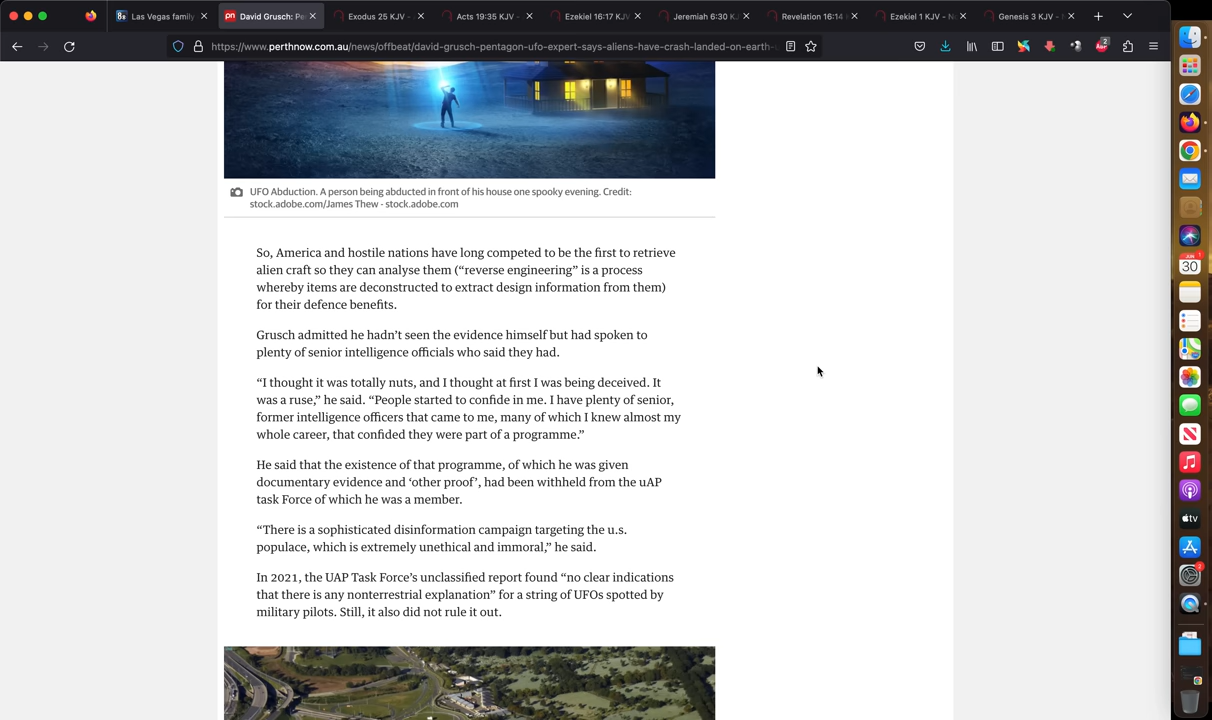 Las Vegas family
David Grusch: Pe
Exodus 25 KJV -
Acts 19:35 KJV -
Ezekiel 16:17 KJV
Jeremiah 6:30 KJ
Revelation 16:14
Ezekiel 1 KJV - N
Genesis 3 KJV - S
https://www.perthnow.com.au/news/offbeat/david-grusch-pentagon-ufo-expert-says-aliens-have-crash-landed-on-earth-
UFO Abduction. A person being abducted in front of his house one spooky evening. Credit:
stock.adobe.com/James Thew - stock.adobe.com
So, America and hostile nations have long competed to be the first to retrieve
alien craft so they can analyse them (“reverse engineering” is a process
whereby items are deconstructed to extract design information from them)
for their defence benefits.
Grusch admitted he hadn’t seen the evidence himself but had spoken to
plenty of senior intelligence officials who said they had.
“I thought it was totally nuts, and I thought at first I was being deceived. It
was a ruse,” he said. “People started to confide in me. I have plenty of senior,
former intelligence officers that came to me, many of which I knew almost my
whole career, that confided they were part of a programme.”
He said that the existence of that programme, of which he was given
documentary evidence and ‘other proof’, had been withheld from the uAP
task Force of which he was a member.
“There is a sophisticated disinformation campaign targeting the u.s.
populace, which is extremely unethical and immoral,” he said.
In 2021, the UAP Task Force’s unclassified report found “no clear indications
that there is any nonterrestrial explanation” for a string of UFOs spotted by
military pilots. Still, it also did not rule it out.
JUN
30
tv